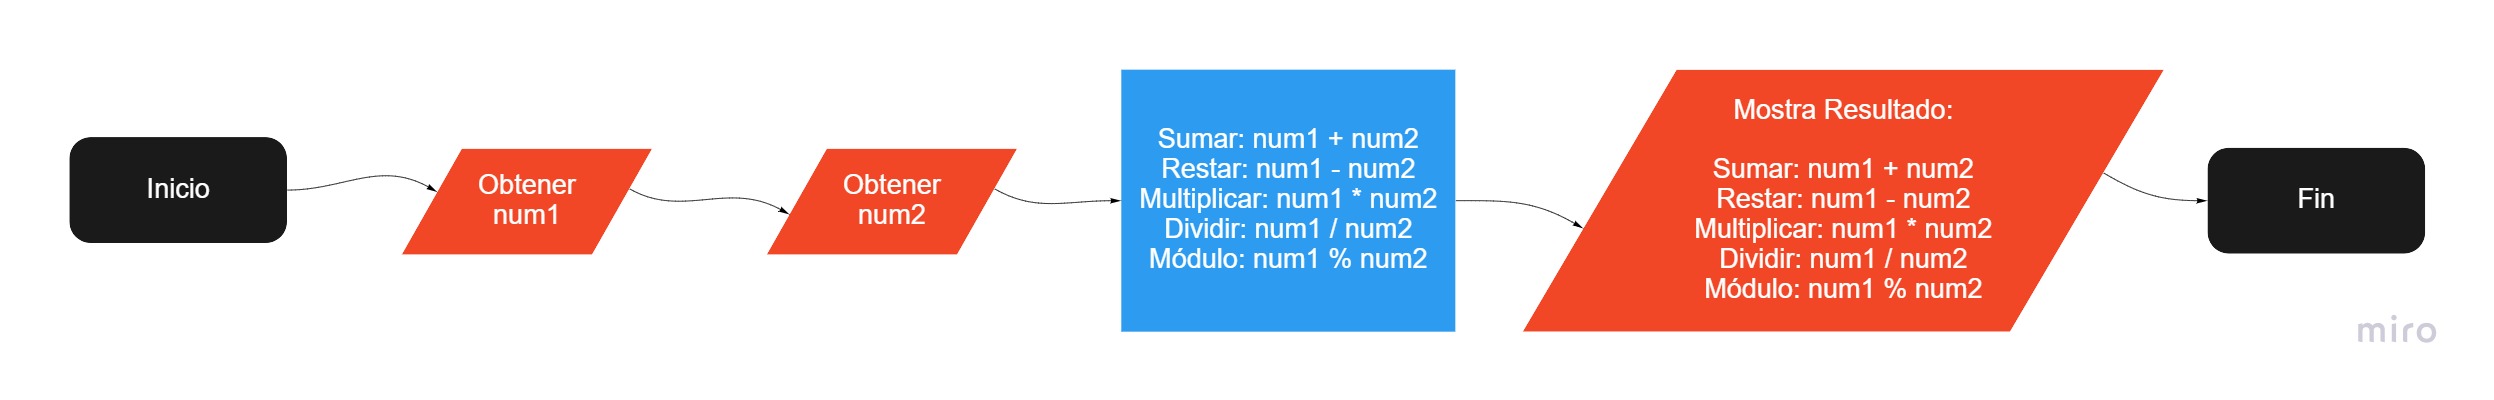 Inicio
Obtener
num1
Obtener
num2
Sumar: num1 + num2
Restar: num1 - num2
Multiplicar: num1 * num2
Dividir: num1 / num2
Módulo: num1 % num2
Mostra Resultado:
Sumar: num1 + num2
Restar: num1 - num2
Multiplicar: num1 * num2
Dividir: num1 / num2
Módulo: num1 % num2
Fin
miro